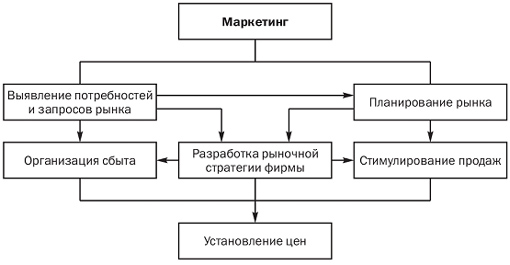 Маркетинг
Выявление потребностей
и запросов рынка
Планирование рынка
Организация сбыта
Разработка рыночной
стратегии фирмы
Стимулирование продаж
Установление цен